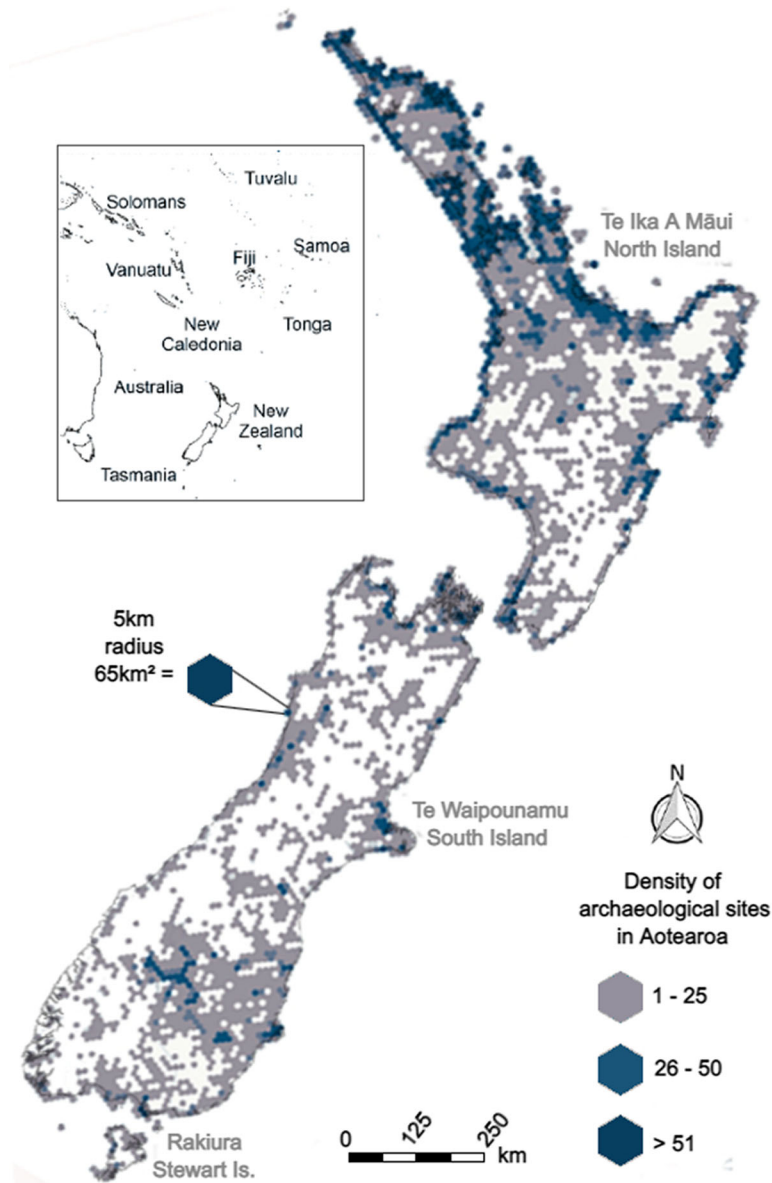 Te Ika A Māui
North Island
Tuvalu
Solomans
Samoa
Fiji
Vanuatu
Tonga
New
Caledonia
Australia
New
Zealand
Tasmania
5km
radius
65km² =
Te Waipounamu
South Island
N
Density of
archaeological sites
in Aotearoa
1 - 25
26 - 50
> 51
Rakiura
Stewart Is.
0 125 250
km